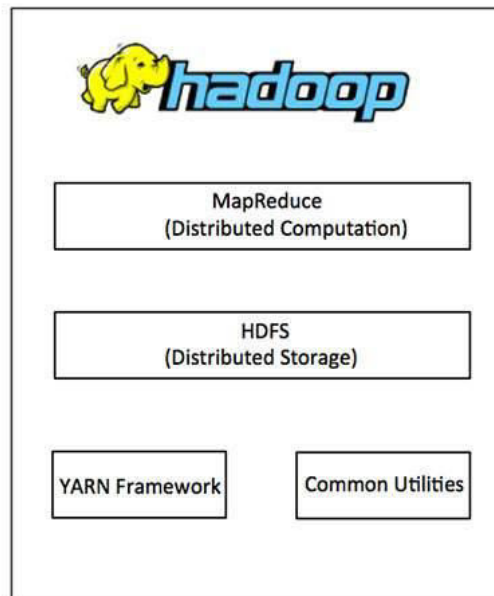 hadoop
MapReduce
(Distributed Computation)
HDFS
(Distributed Storage)
YARN Framework
Common Utilities